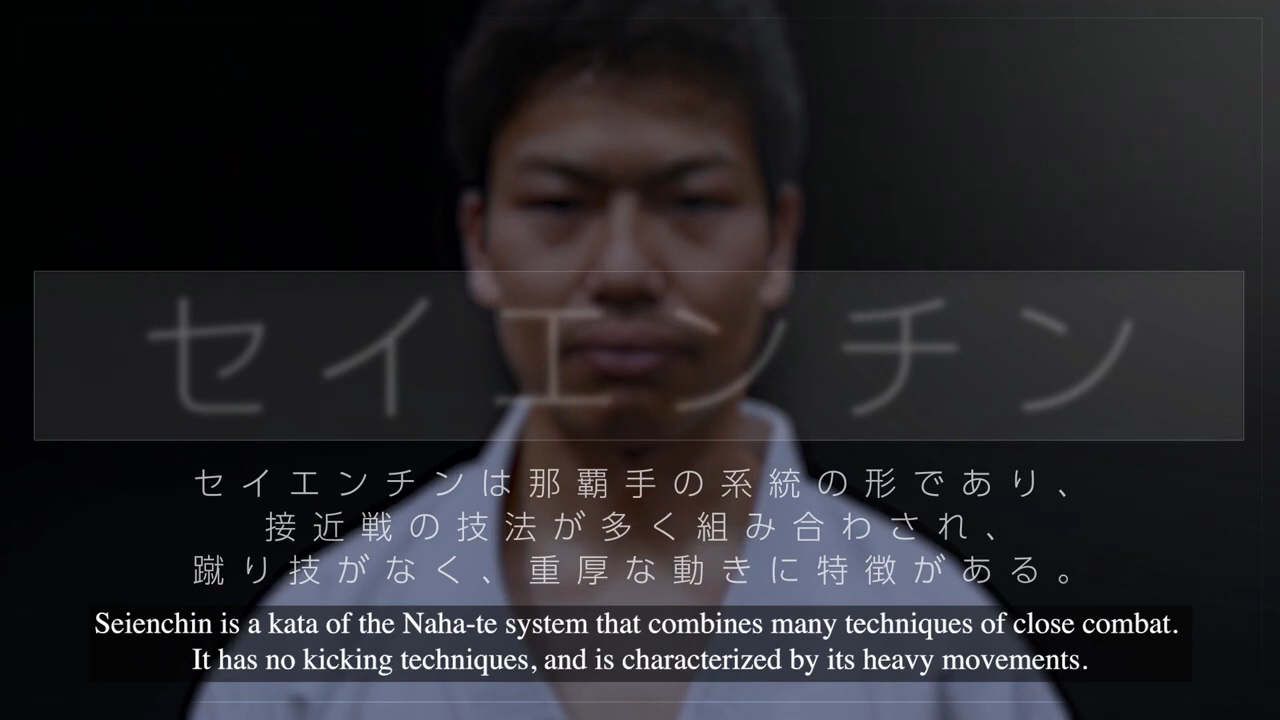 セイエンチン
セイエンチンは那覇手の系統の形であり、
接近戦の技法が多く組み合わされ、
蹴り技がなく、重厚な動きに特徴がある。
Seienchin is a kata of the Naha-te system that combines many techniques of close combat.
It has no kicking techniques, and is characterized by its heavy movements.